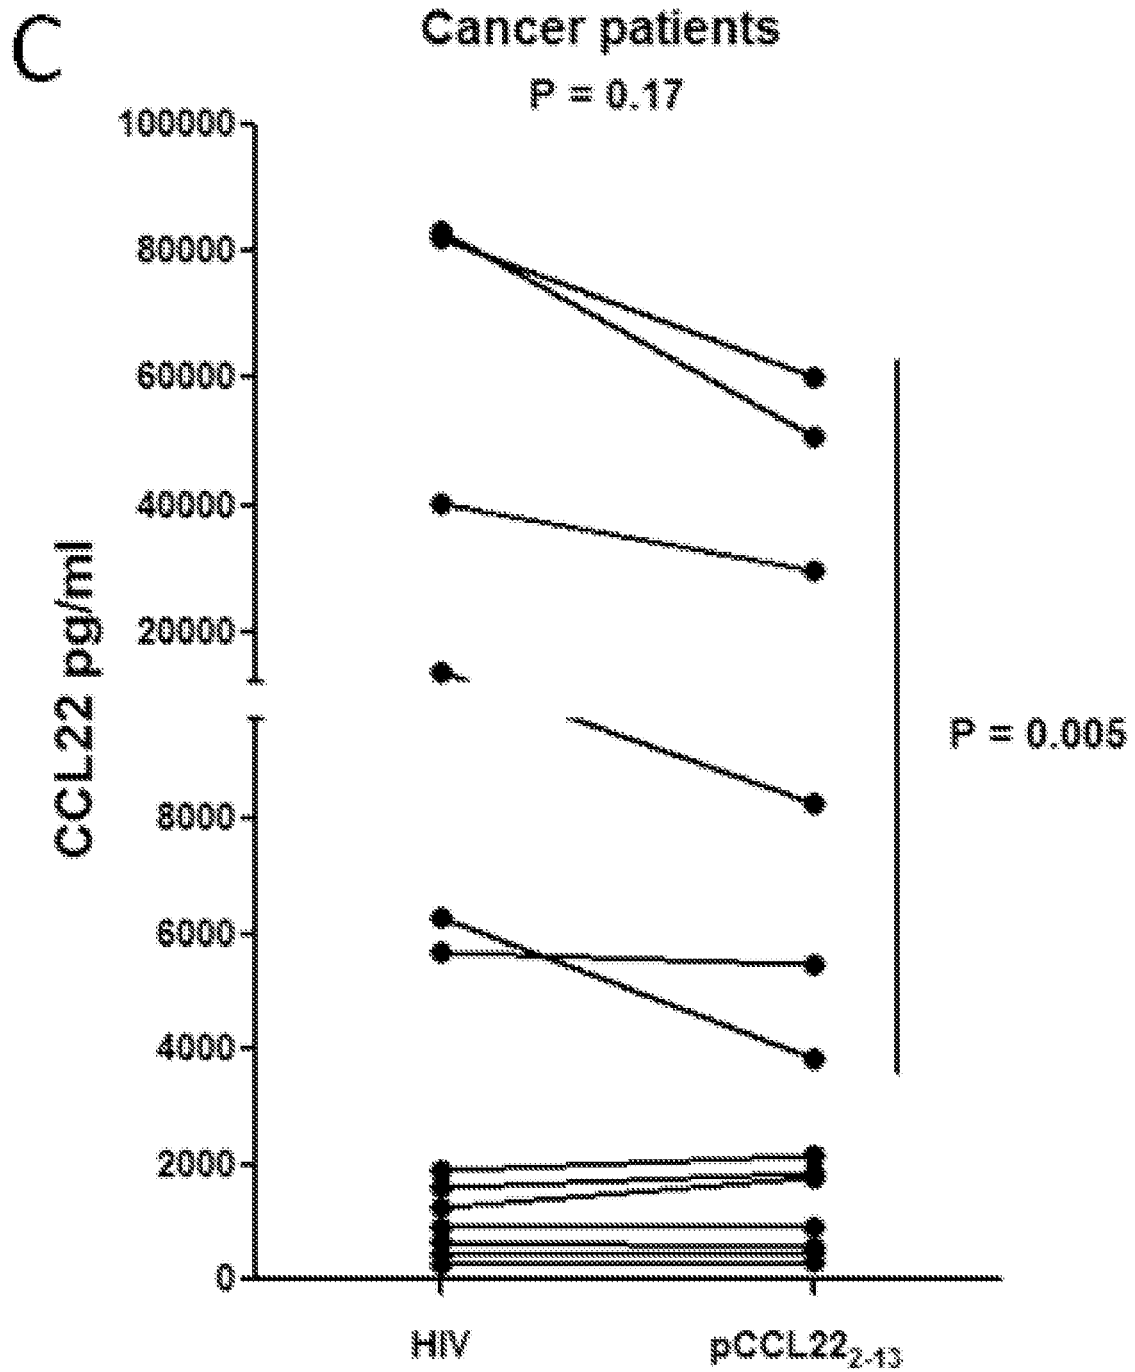 C
Cancer patients
P = 0.17
100000
80000
60000
40000
20000
8000
6000
4000
2000
0
CCL22 pg/ml
P = 0.005
HIV
pCCL22₂₋₁₃